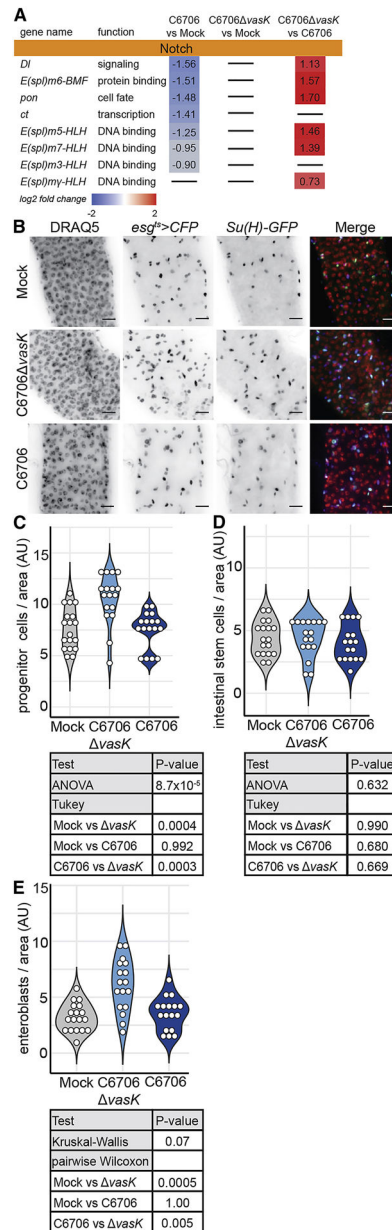 A
gene name function C6706 vs Mock C6706ΔvasK vs Mock C6706ΔvasK vs C6706
Notch
Dl signaling -1.56 — 1.13
E(spl)m6-BMF protein binding -1.51 — 1.57
pon cell fate -1.48 — 1.70
ct transcription -1.41 — —
E(spl)m5-HLH DNA binding -1.25 — 1.46
E(spl)m7-HLH DNA binding -0.95 — 1.39
E(spl)m3-HLH DNA binding -0.90 — —
E(spl)mγ-HLH DNA binding — — 0.73
log2 fold change -2 2
B
DRAQ5 esgts>CFP Su(H)-GFP Merge
Mock
C6706ΔvasK
C6706
C
progenitor cells / area (AU)
15
10
5
0
Mock C6706 C6706
ΔvasK
Test P-value
ANOVA 8.7x10-5
Tukey
Mock vs ΔvasK 0.0004
Mock vs C6706 0.992
C6706 vs ΔvasK 0.0003
D
intestinal stem cells / area (AU)
10
5
0
Mock C6706 C6706
ΔvasK
Test P-value
ANOVA 0.632
Tukey
Mock vs ΔvasK 0.990
Mock vs C6706 0.680
C6706 vs ΔvasK 0.669
E
enteroblasts / area (AU)
15
10
5
0
Mock C6706 C6706
ΔvasK
Test P-value
Kruskal-Wallis 0.07
pairwise Wilcoxon
Mock vs ΔvasK 0.0005
Mock vs C6706 1.00
C6706 vs ΔvasK 0.005